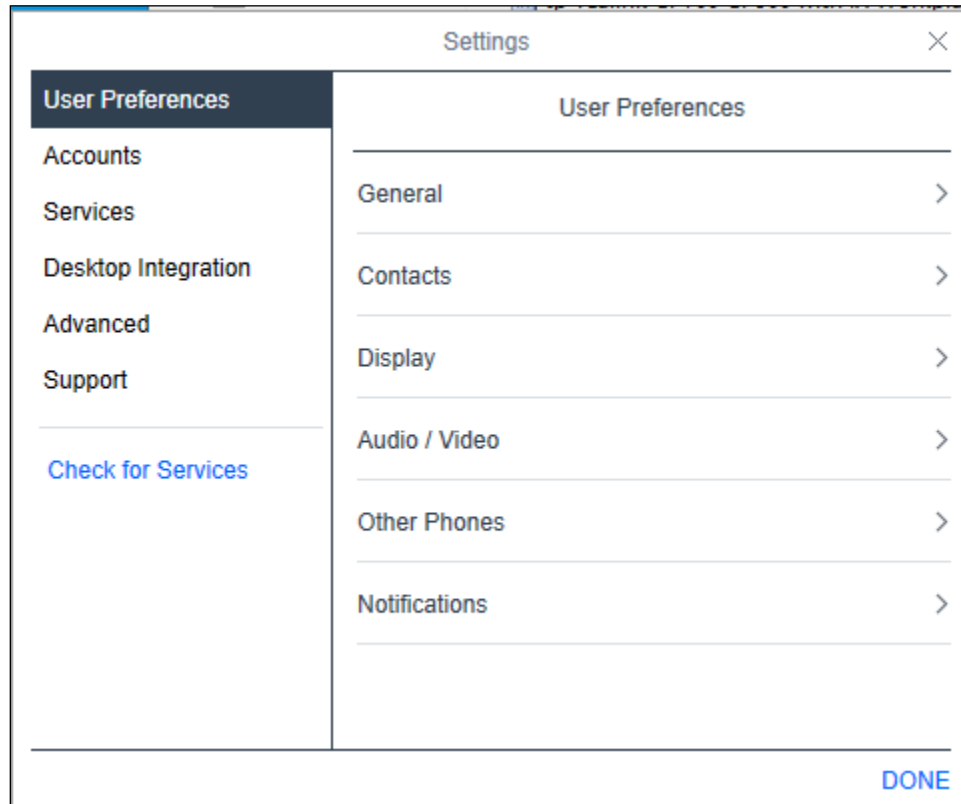 Settings
User Preferences
Accounts
Services
Desktop Integration
Advanced
Support
Check for Services
User Preferences
General
Contacts
Display
Audio / Video
Other Phones
Notifications
DONE